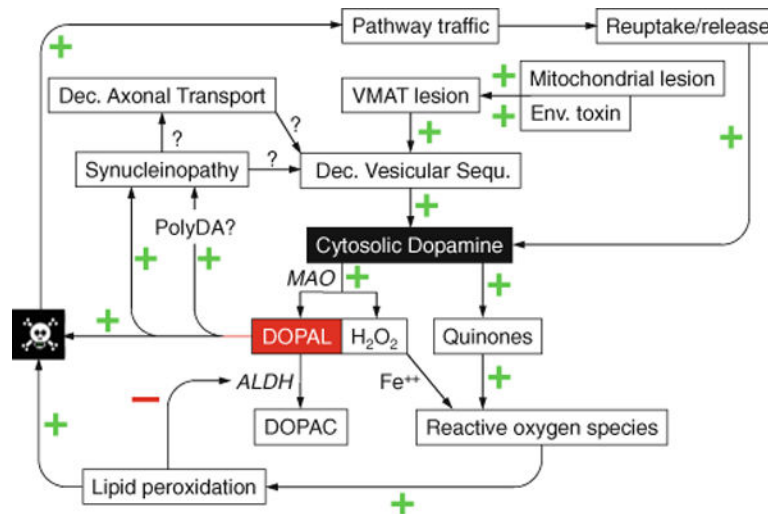 Pathway traffic
Reuptake/release
+
Dec. Axonal Transport
VMAT lesion
+
Mitochondrial lesion
+
Env. toxin
?
?
+
+
Synucleinopathy
?
Dec. Vesicular Sequ.
+
PolyDA?
Cytosolic Dopamine
+
+
MAO
+
+
+
DOPAL
H₂O₂
Quinones
+
ALDH
Fe⁺⁺
−
+
DOPAC
Reactive oxygen species
Lipid peroxidation
+